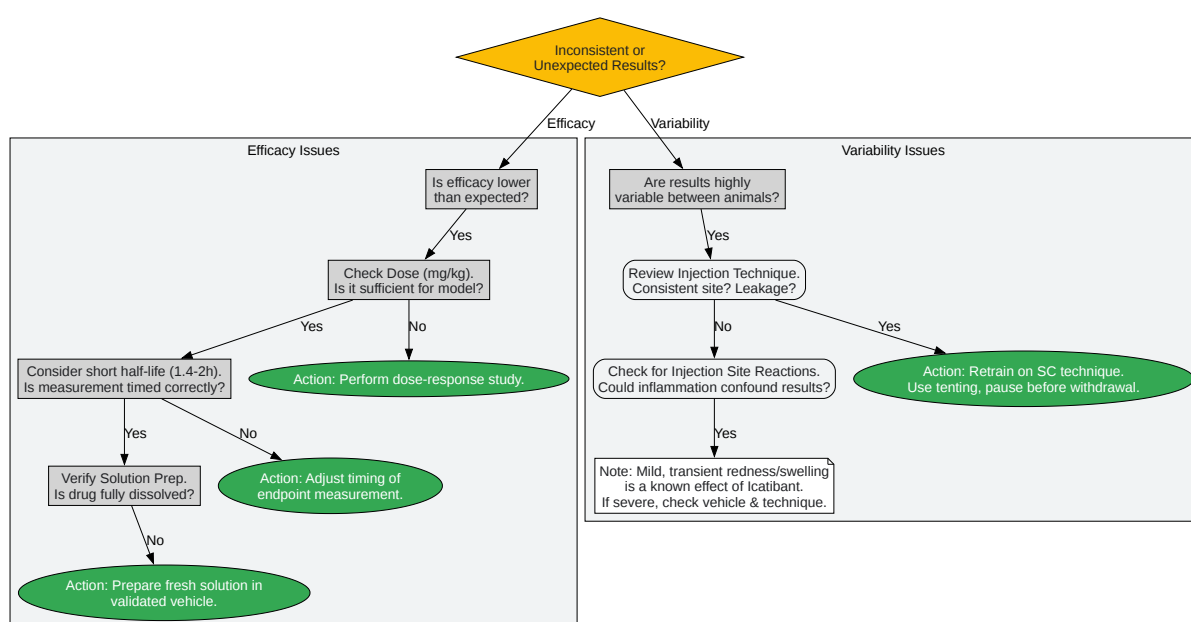 Inconsistent or
Unexpected Results?
Efficacy
Variability
Efficacy Issues
Is efficacy lower
than expected?
Yes
Check Dose (mg/kg).
Is it sufficient for model?
Yes
No
Consider short half-life (1.4-2h).
Is measurement timed correctly?
Action: Perform dose-response study.
Yes
No
Verify Solution Prep.
Is drug fully dissolved?
Action: Adjust timing of
endpoint measurement.
No
Action: Prepare fresh solution in
validated vehicle.
Variability Issues
Are results highly
variable between animals?
Yes
Review Injection Technique.
Consistent site? Leakage?
No
Yes
Check for Injection Site Reactions.
Could inflammation confound results?
Action: Retrain on SC technique.
Use tenting, pause before withdrawal.
Yes
Note: Mild, transient redness/swelling
is a known effect of Icatibant.
If severe, check vehicle & technique.